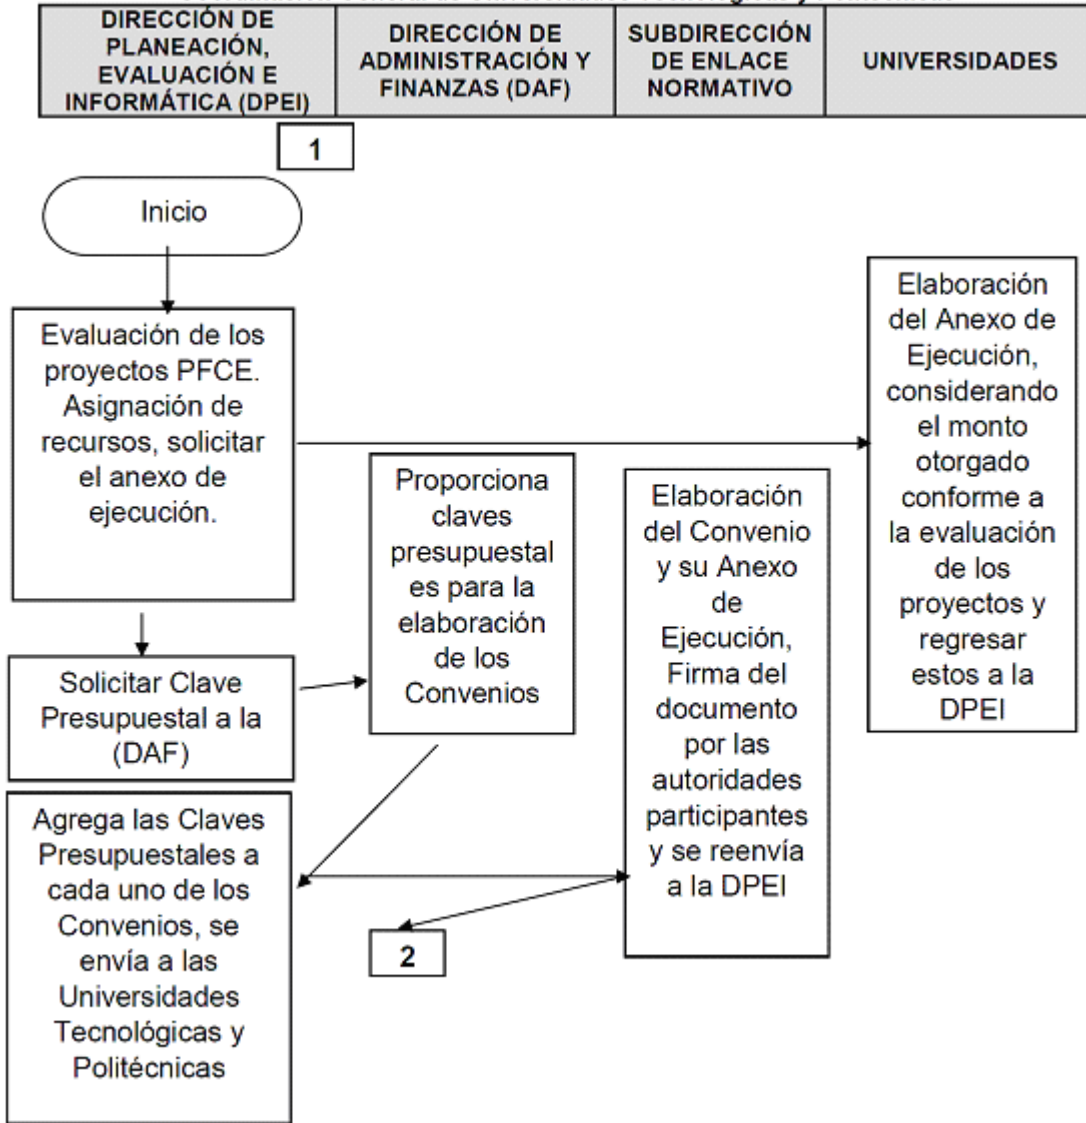 DIRECCIÓN DE
PLANEACIÓN,
EVALUACIÓN E
INFORMÁTICA (DPEI)
DIRECCIÓN DE
ADMINISTRACIÓN Y
FINANZAS (DAF)
SUBDIRECCIÓN
DE ENLACE
NORMATIVO
UNIVERSIDADES
1
Inicio
Evaluación de los
proyectos PFCE.
Asignación de
recursos, solicitar
el anexo de
ejecución.
Solicitar Clave
Presupuestal a la
(DAF)
Agrega las Claves
Presupuestales a
cada uno de los
Convenios, se
envía a las
Universidades
Tecnológicas y
Politécnicas
Proporciona
claves
presupuestal
es para la
elaboración
de los
Convenios
2
Elaboración
del Convenio
y su Anexo
de
Ejecución,
Firma del
documento
por las
autoridades
participantes
y se reenvía
a la DPEI
Elaboración
del Anexo de
Ejecución,
considerando
el monto
otorgado
conforme a
la evaluación
de los
proyectos y
regresar
estos a la
DPEI